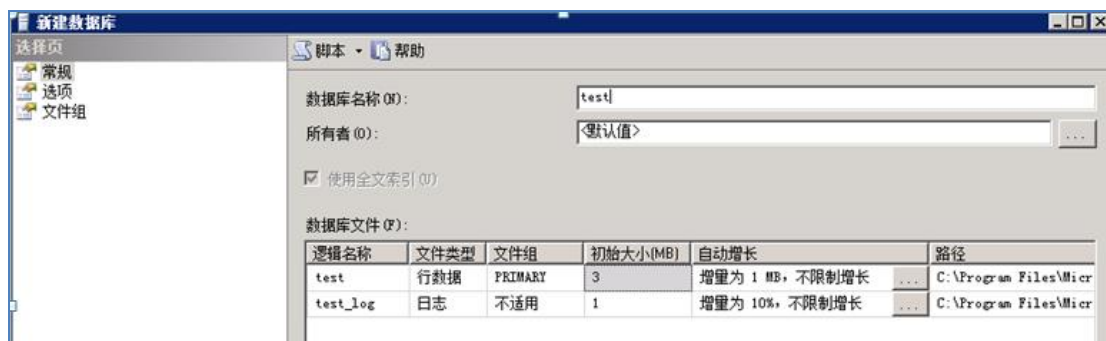 新建数据库
选择页
常规
选项
文件组
脚本 帮助
数据库名称(N): test
所有者(O): <默认值> ...
使用全文索引(U)
数据库文件(F):
逻辑名称 文件类型 文件组 初始大小(MB) 自动增长 路径
test 行数据 PRIMARY 3 增量为 1 MB，不限制增长 ... C:\Program Files\Micr
test_log 日志 不适用 1 增量为 10%，不限制增长 ... C:\Program Files\Micr